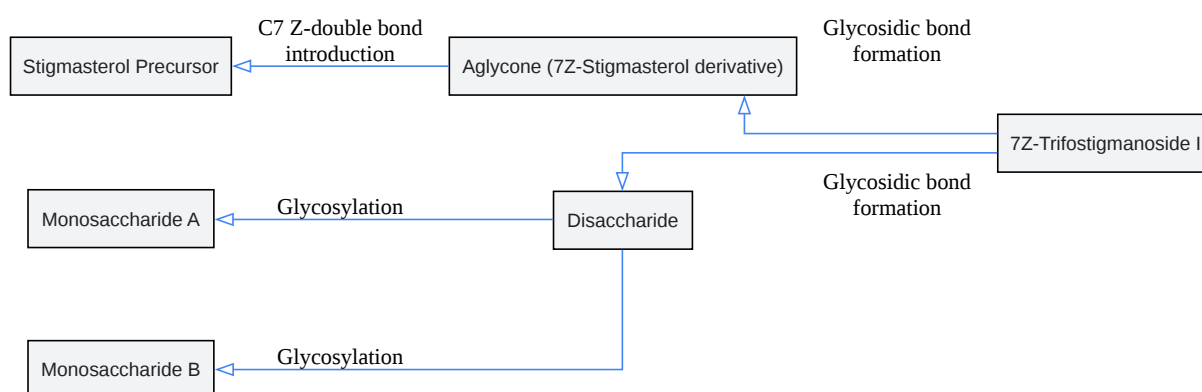 C7 Z-double bond
introduction
Glycosidic bond
formation
Stigmasterol Precursor
Aglycone (7Z-Stigmasterol derivative)
7Z-Trifostigmanoside I
Glycosidic bond
formation
Monosaccharide A
Glycosylation
Disaccharide
Monosaccharide B
Glycosylation